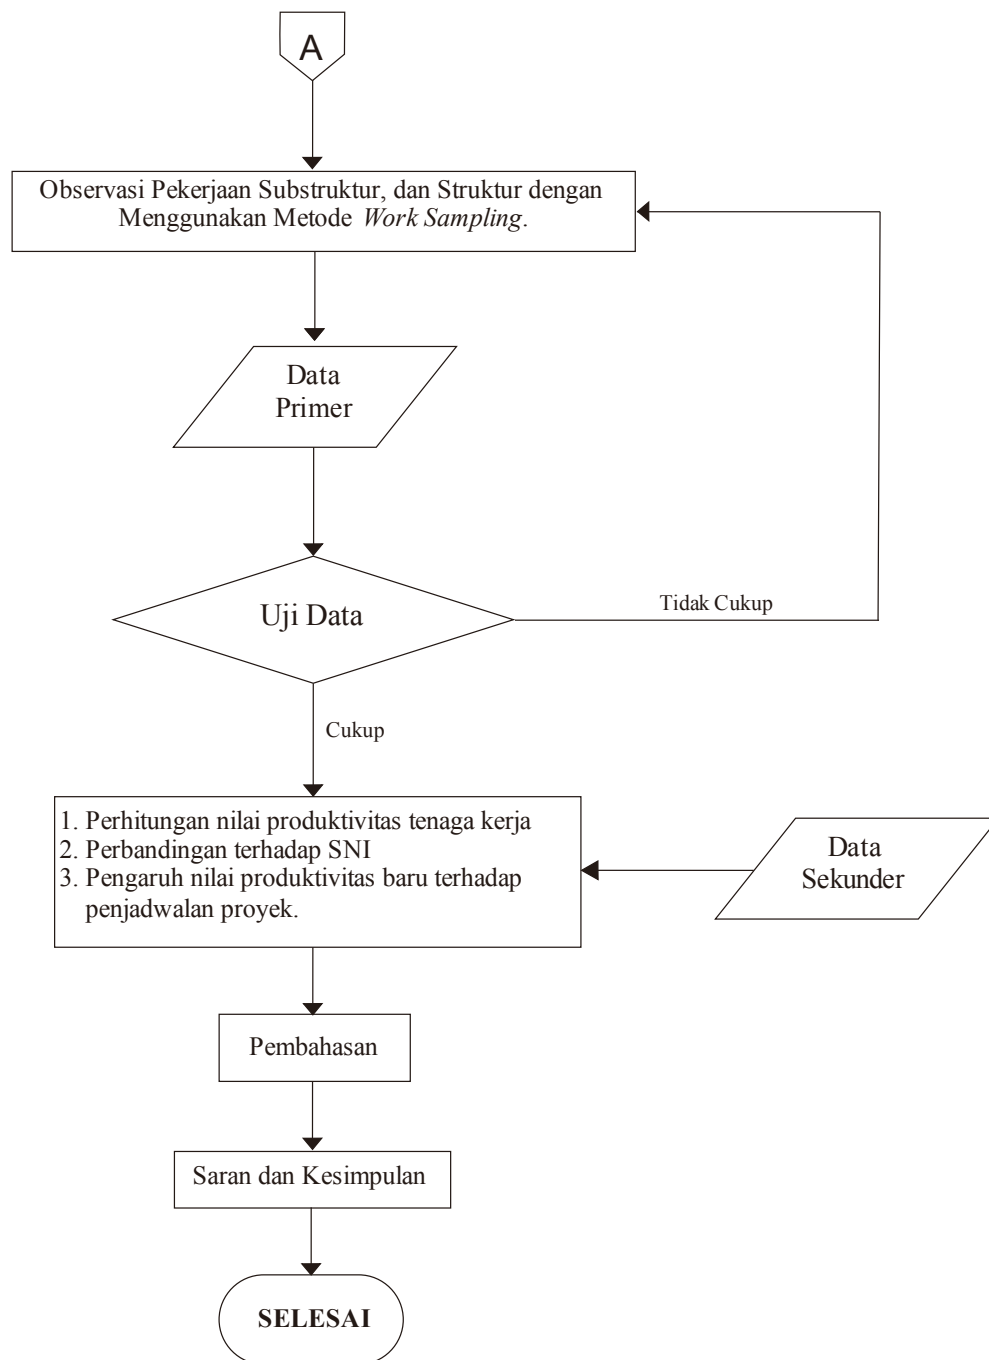 A
Observasi Pekerjaan Substruktur, dan Struktur dengan
Menggunakan Metode Work Sampling.
Data
Primer
Uji Data
Tidak Cukup
Cukup
1. Perhitungan nilai produktivitas tenaga kerja
2. Perbandingan terhadap SNI
3. Pengaruh nilai produktivitas baru terhadap
penjadwalan proyek.
Data
Sekunder
Pembahasan
Saran dan Kesimpulan
SELESAI